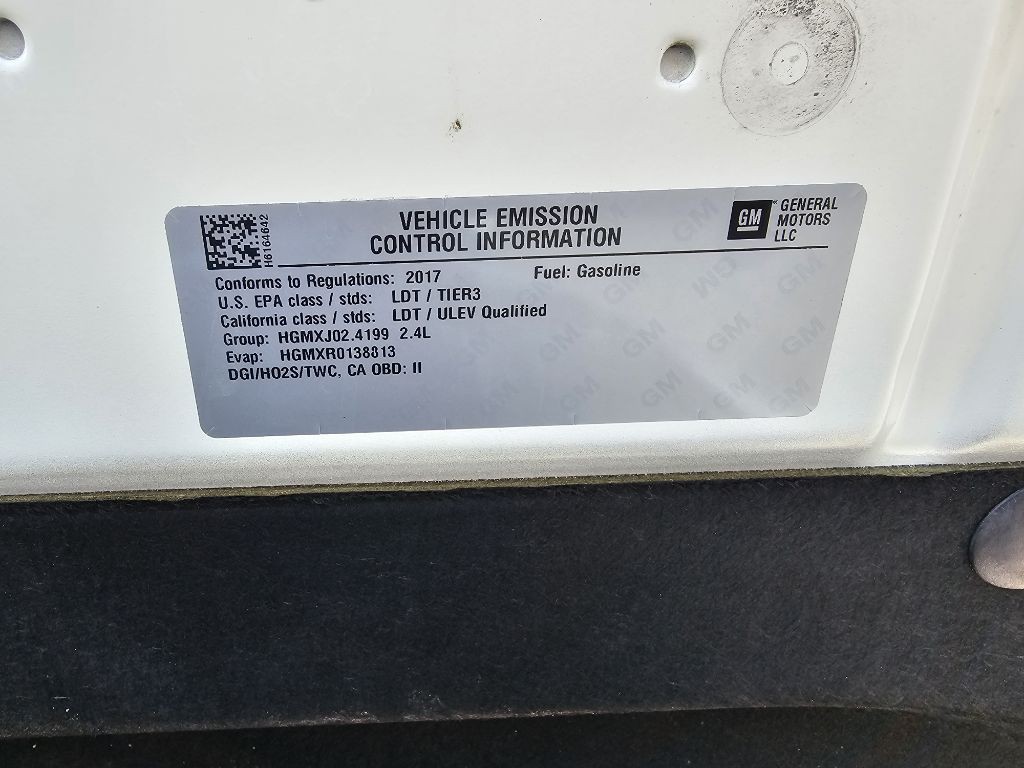 H6164642
VEHICLE EMISSION
CONTROL INFORMATION
GM
GENERAL
MOTORS
LLC
Conforms to Regulations: 2017 Fuel: Gasoline
U.S. EPA class / stds: LDT / TIER3
California class / stds: LDT / ULEV Qualified
Group: HGMXJ02.4199 2.4L
Evap: HGMXR0138813
DGI/HO2S/TWC, CA OBD: II